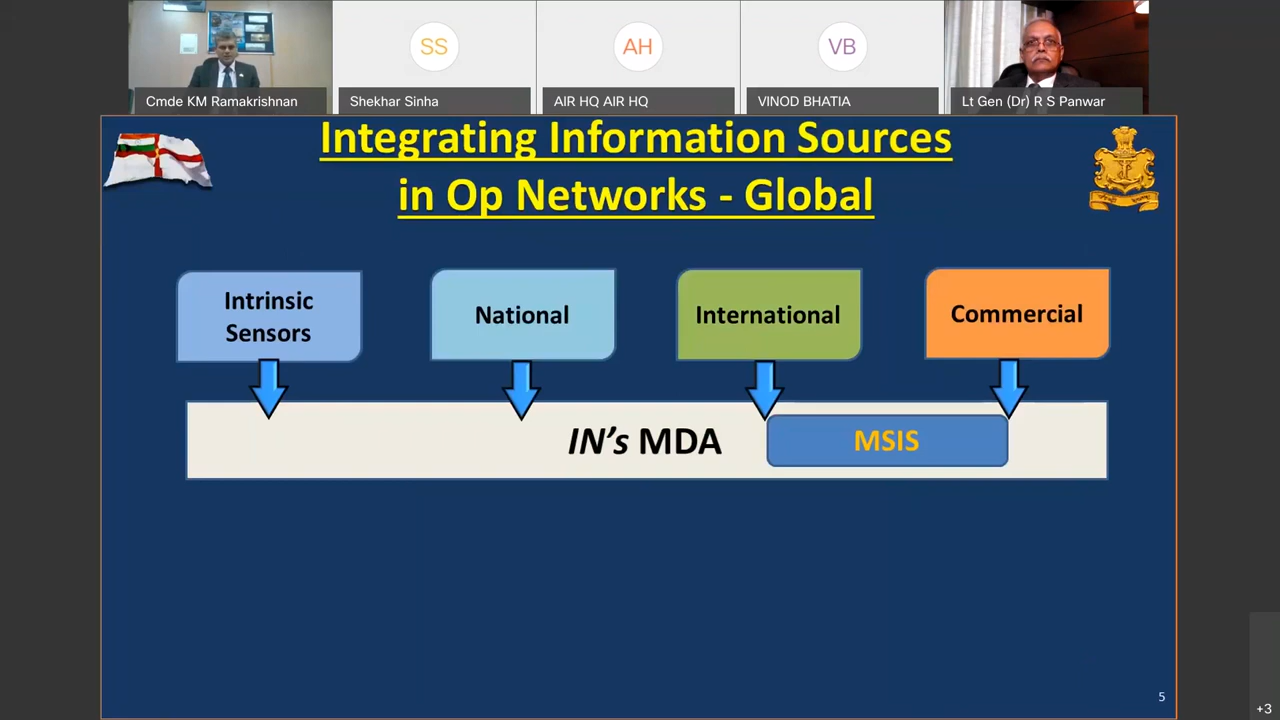 SS
AH
VB
Cmde KM Ramakrishnan
Shekhar Sinha
AIR HQ AIR HQ
VINOD BHATIA
Lt Gen (Dr) R S Panwar
Integrating Information Sources
in Op Networks - Global
Intrinsic
Sensors
National
International
Commercial
IN's MDA
MSIS
5
+3